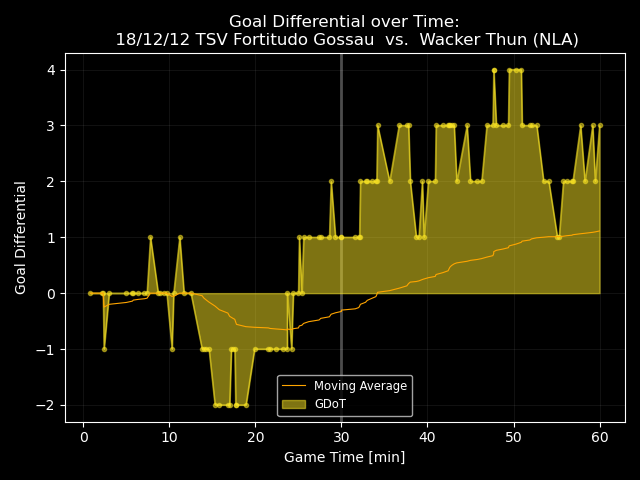 Goal Differential over Time:
18/12/12 TSV Fortitudo Gossau vs. Wacker Thun (NLA)
Goal Differential
4
3
2
1
0
−1
−2
Moving Average
GDoT
0 10 20 30 40 50 60
Game Time [min]